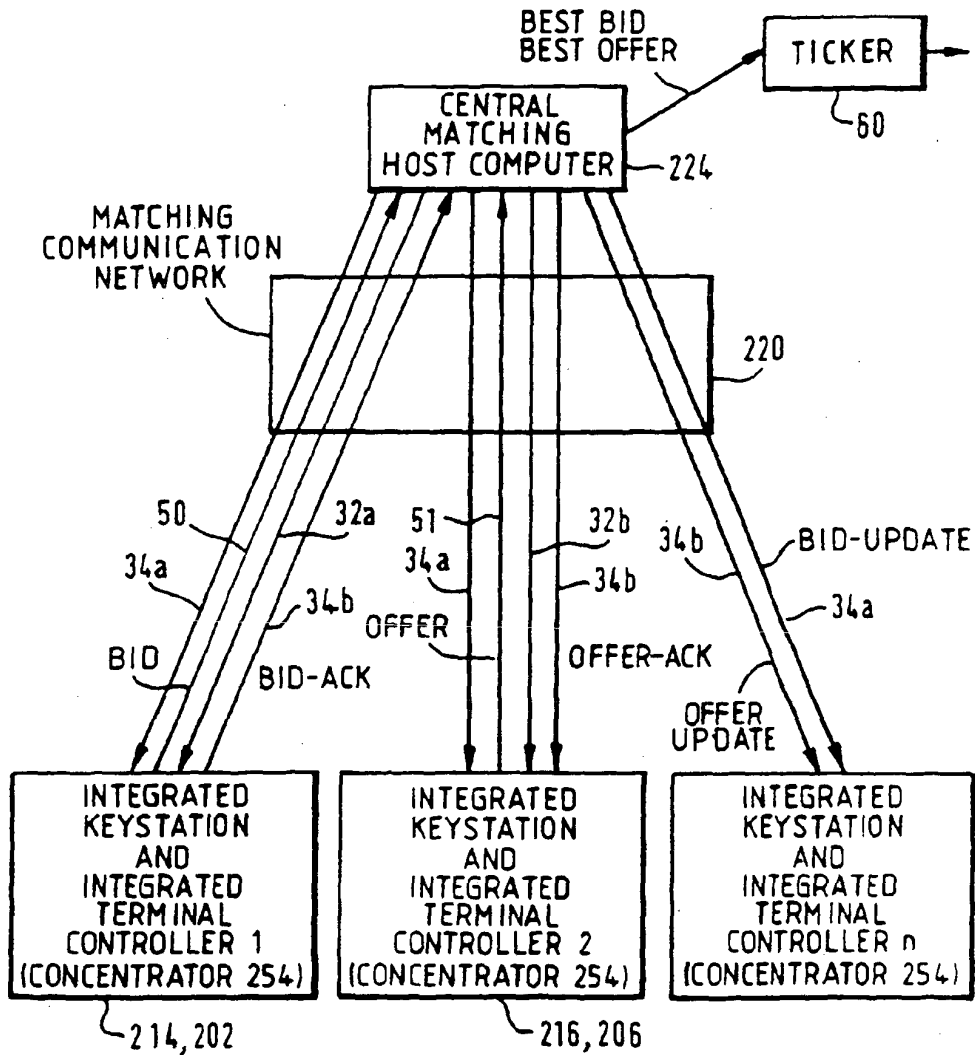 BEST BID
BEST OFFER
TICKER
60
CENTRAL
MATCHING
HOST COMPUTER
224
MATCHING
COMMUNICATION
NETWORK
220
50
32a
34a
34b
BID
BID-ACK
51
34a
32b
34b
OFFER
OFFER-ACK
34b
BID-UPDATE
34a
OFFER
UPDATE
INTEGRATED
KEYSTATION
AND
INTEGRATED
TERMINAL
CONTROLLER 1
(CONCENTRATOR 254)
214,202
INTEGRATED
KEYSTATION
AND
INTEGRATED
TERMINAL
CONTROLLER 2
(CONCENTRATOR 254)
216,206
INTEGRATED
KEYSTATION
AND
INTEGRATED
TERMINAL
CONTROLLER n
(CONCENTRATOR 254)